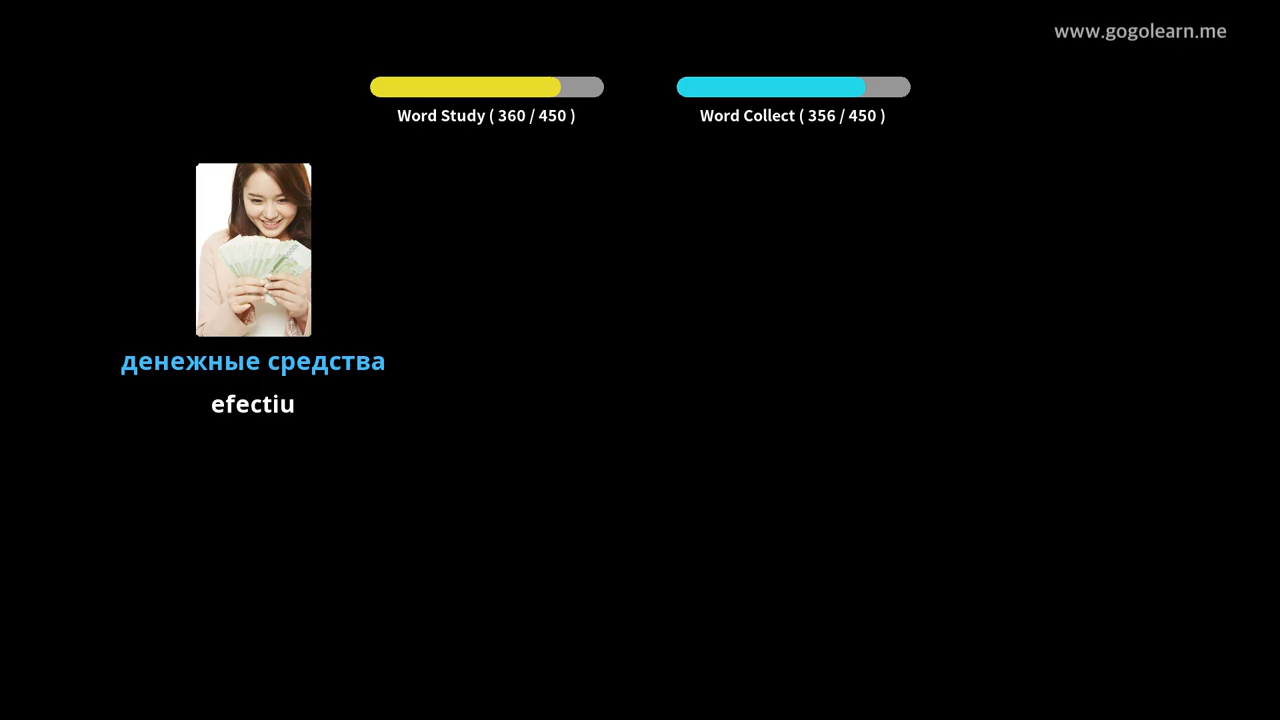 www.gogolearn.me
Word Study ( 360 / 450 )
Word Collect ( 356 / 450 )
денежные средства
efectiu